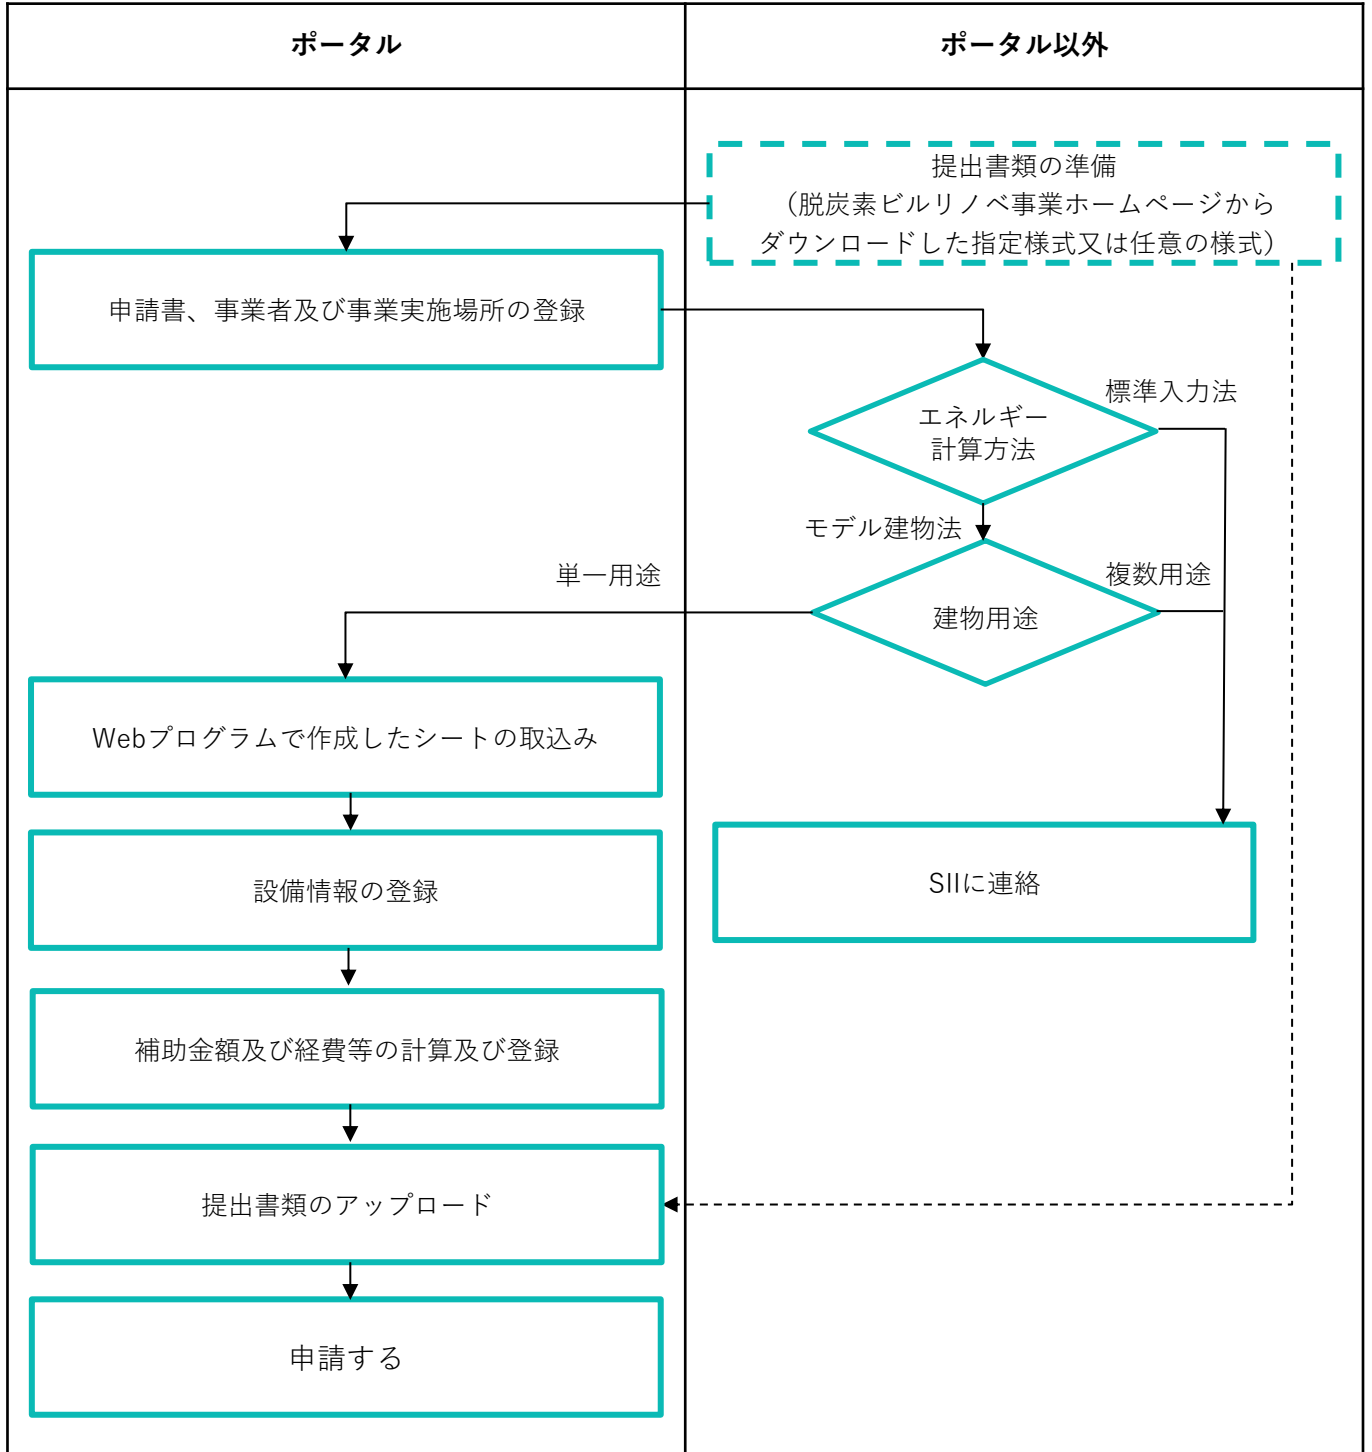 ポータル
ポータル以外
提出書類の準備
（脱炭素ビルリノベ事業ホームページから
ダウンロードした指定様式又は任意の様式）
申請書、事業者及び事業実施場所の登録
標準入力法
エネルギー
計算方法
モデル建物法
単一用途
複数用途
建物用途
Webプログラムで作成したシートの取込み
設備情報の登録
SIIに連絡
補助金額及び経費等の計算及び登録
提出書類のアップロード
申請する